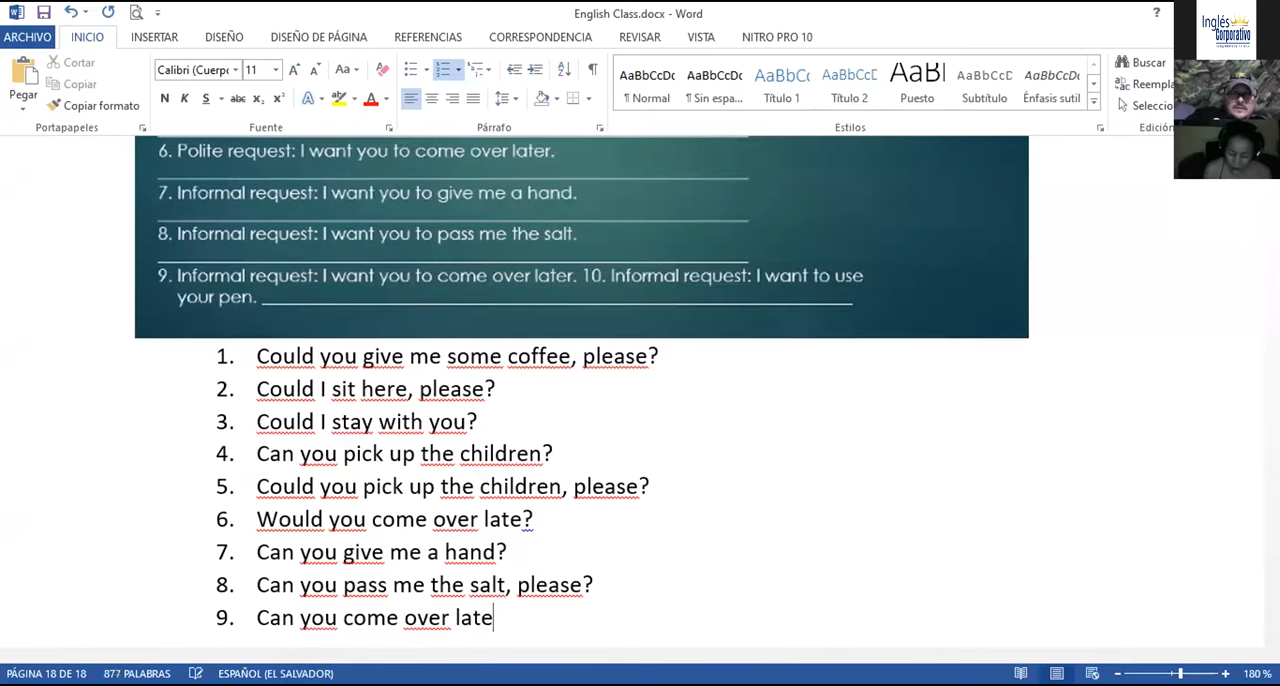 English Class.docx - Word
?
ARCHIVO INICIO INSERTAR DISEÑO DISEÑO DE PÁGINA REFERENCIAS CORRESPONDENCIA REVISAR VISTA NITRO PRO 10
Inglés
Corporativo
Pegar
Cortar
Copiar
Copiar formato
Portapapeles
Calibri (Cuerpo 11
Fuente
Párrafo
AaBbCcDc AaBbCcDc AaBbCc AaBbCcD AaBl AaBbCcD AaBbCcDc
¶ Normal ¶ Sin espa... Título 1 Título 2 Puesto Subtítulo Énfasis sutil
Estilos
Buscar
Reempla
Seleccio
Edición
6. Polite request: I want you to come over later.
7. Informal request: I want you to give me a hand.
8. Informal request: I want you to pass me the salt.
9. Informal request: I want you to come over later. 10. Informal request: I want to use
your pen.
1. Could you give me some coffee, please?
2. Could I sit here, please?
3. Could I stay with you?
4. Can you pick up the children?
5. Could you pick up the children, please?
6. Would you come over late?
7. Can you give me a hand?
8. Can you pass me the salt, please?
9. Can you come over late
PÁGINA 18 DE 18 877 PALABRAS ESPAÑOL (EL SALVADOR) 180 %